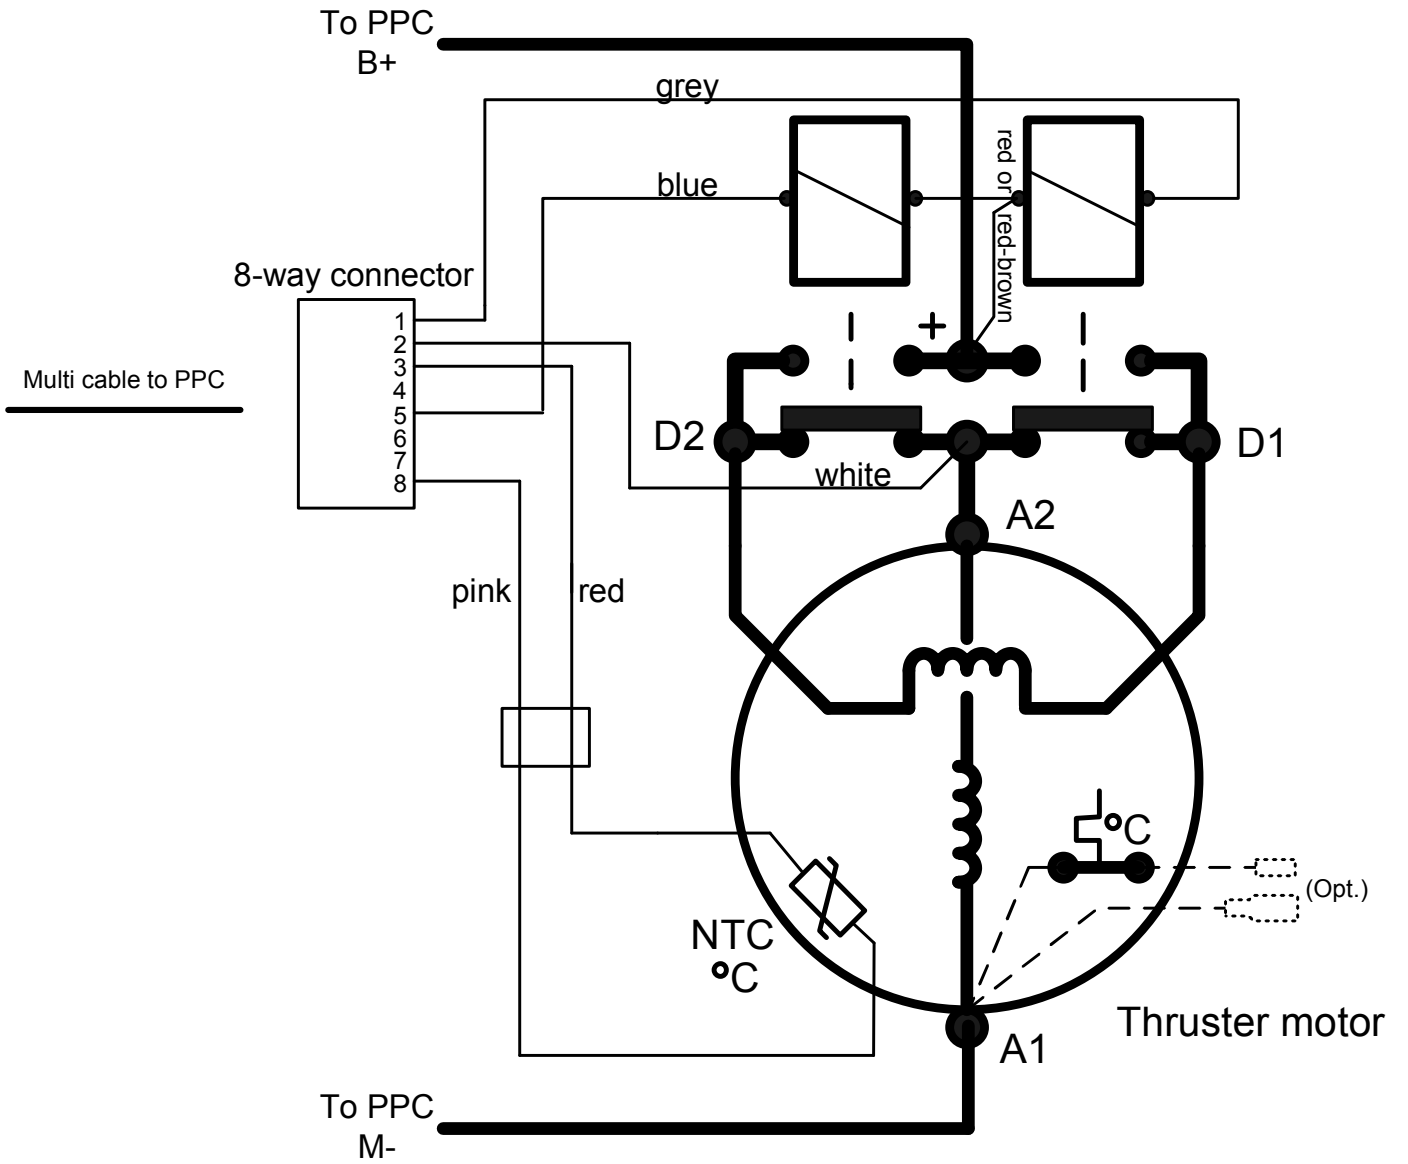 To PPC
B+
grey
red or
red-brown
blue
8-way connector
1
2
3
4
5
6
7
8
Multi cable to PPC
+
D2
D1
white
A2
pink
red
°C
(Opt.)
NTC
°C
Thruster motor
A1
To PPC
M-